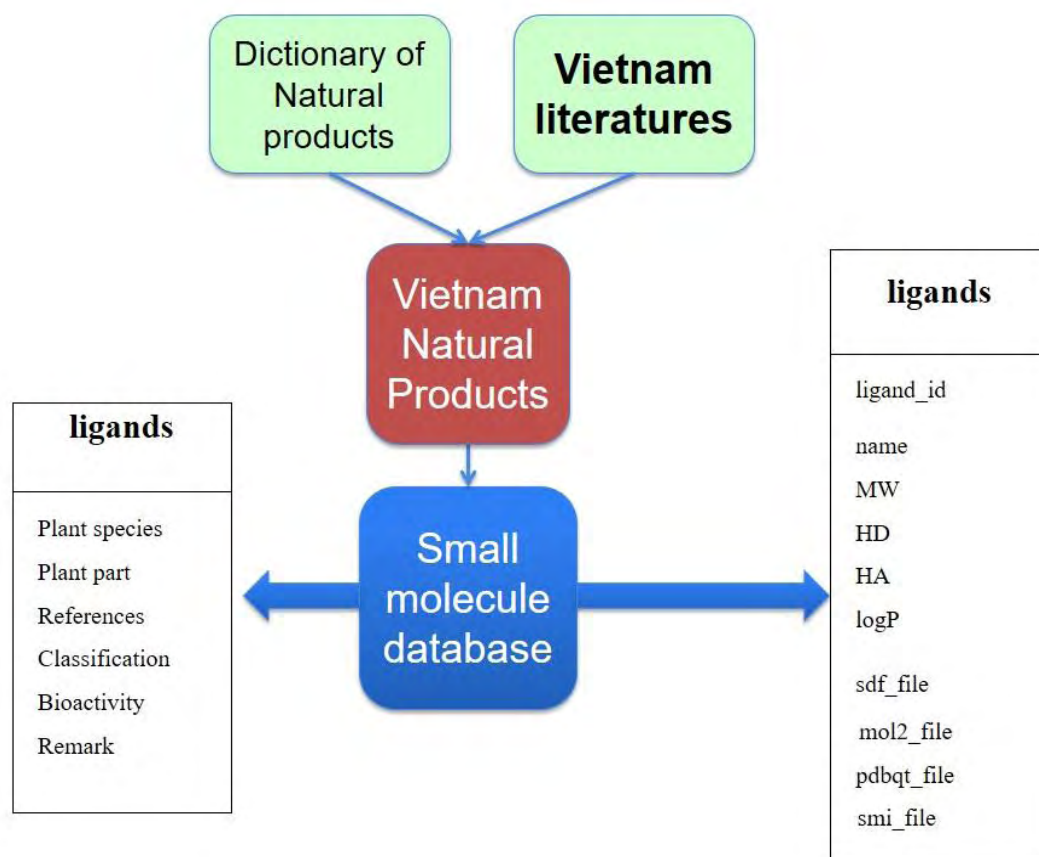 Dictionary of
Natural
products
Vietnam
literatures
Vietnam
Natural
Products
Small
molecule
database
ligands
Plant species
Plant part
References
Classification
Bioactivity
Remark
ligands
ligand_id
name
MW
HD
HA
logP
sdf_file
mol2_file
pdbqt_file
smi_file